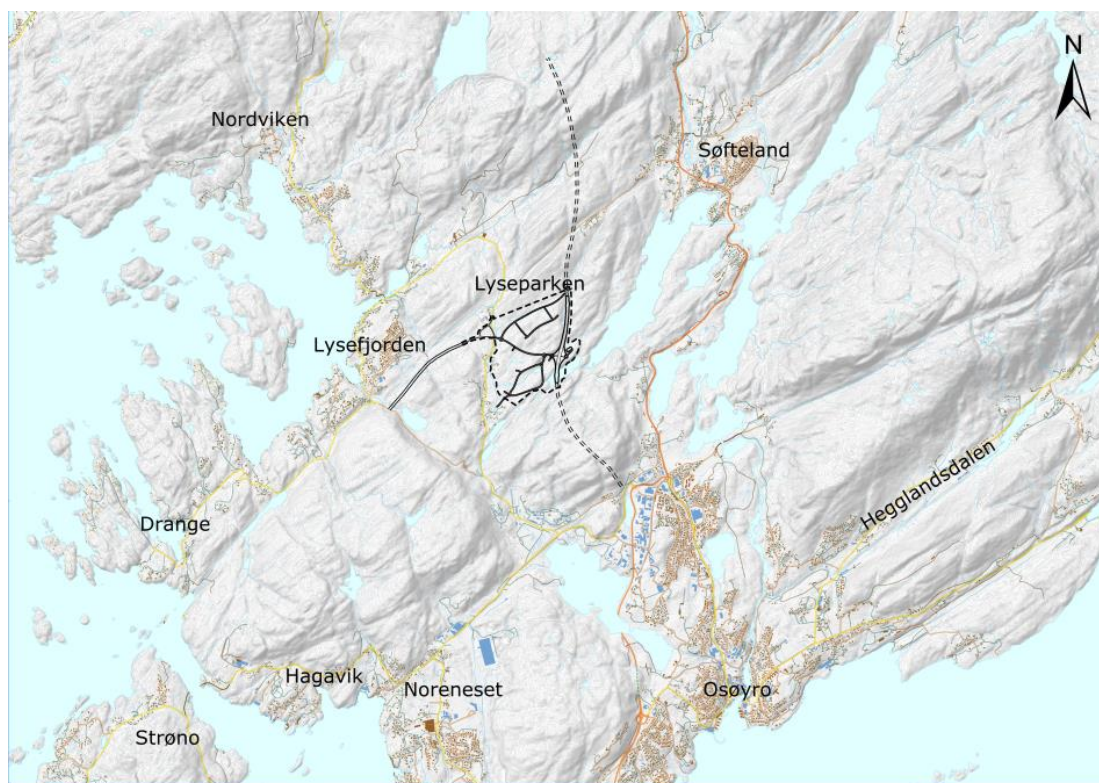 N
Nordviken
Søfteland
Lyseparken
Lysefjorden
Hegglandsdalen
Drange
Hagavik
Noreneset
Osøyro
Strøno